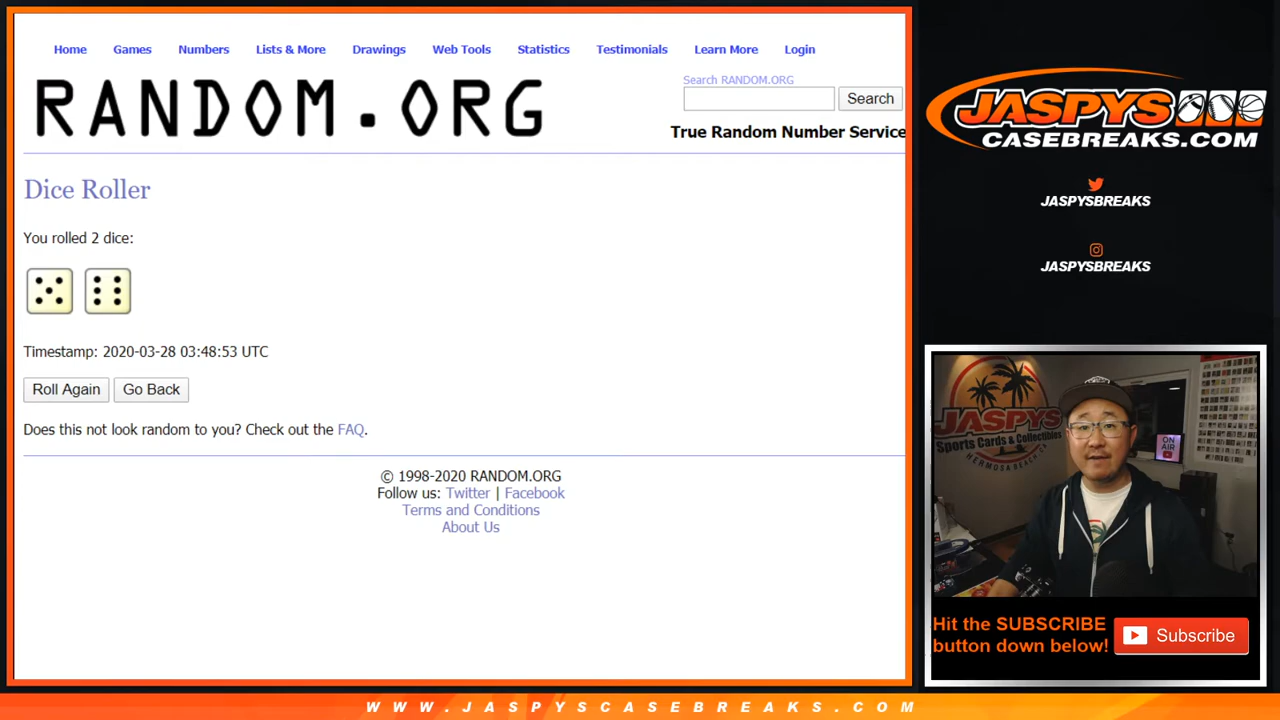 Home Games Numbers Lists & More Drawings Web Tools Statistics Testimonials Learn More Login
RANDOM.ORG
Search RANDOM.ORG
Search
True Random Number Service
Dice Roller
You rolled 2 dice:
Timestamp: 2020-03-28 03:48:53 UTC
Roll Again Go Back
Does this not look random to you? Check out the FAQ.
© 1998-2020 RANDOM.ORG
Follow us: Twitter | Facebook
Terms and Conditions
About Us
JASPYS
CASEBREAKS.COM
JASPYSBREAKS
JASPYSBREAKS
JASPYS
Sports Cards & Collectibles
HERMOSA BEACH, CA
ON
AIR
Hit the SUBSCRIBE
button down below!
Subscribe
WWW.JASPYSCASEBREAKS.COM